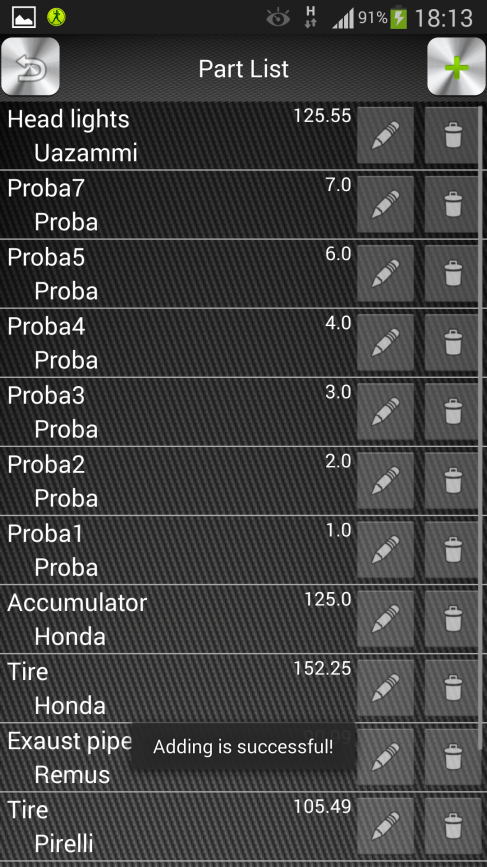 H 91% 18:13
Part List
Head lights 125.55
Uazammi
Proba7 7.0
Proba
Proba5 6.0
Proba
Proba4 4.0
Proba
Proba3 3.0
Proba
Proba2 2.0
Proba
Proba1 1.0
Proba
Accumulator 125.0
Honda
Tire 152.25
Honda
Exaust pipe
Adding is successful!
Remus
Tire 105.49
Pirelli